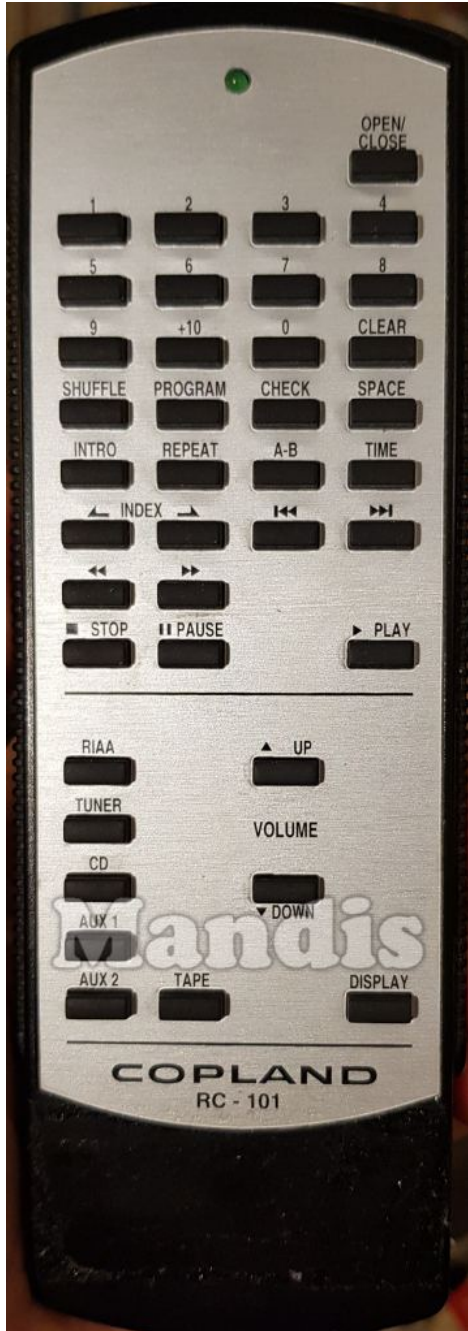 OPEN/
CLOSE
1 2 3 4
5 6 7 8
9 +10 0 CLEAR
SHUFFLE PROGRAM CHECK SPACE
INTRO REPEAT A-B TIME
INDEX
STOP PAUSE PLAY
RIAA UP
TUNER
VOLUME
CD
DOWN
AUX 1
Mandis
AUX 2 TAPE DISPLAY
COPLAND
RC - 101